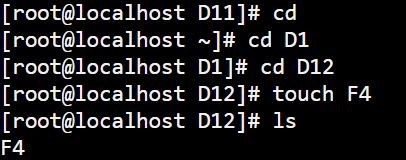 [root@localhost D11]# cd
[root@localhost ~]# cd D1
[root@localhost D1]# cd D12
[root@localhost D12]# touch F4
[root@localhost D12]# ls
F4